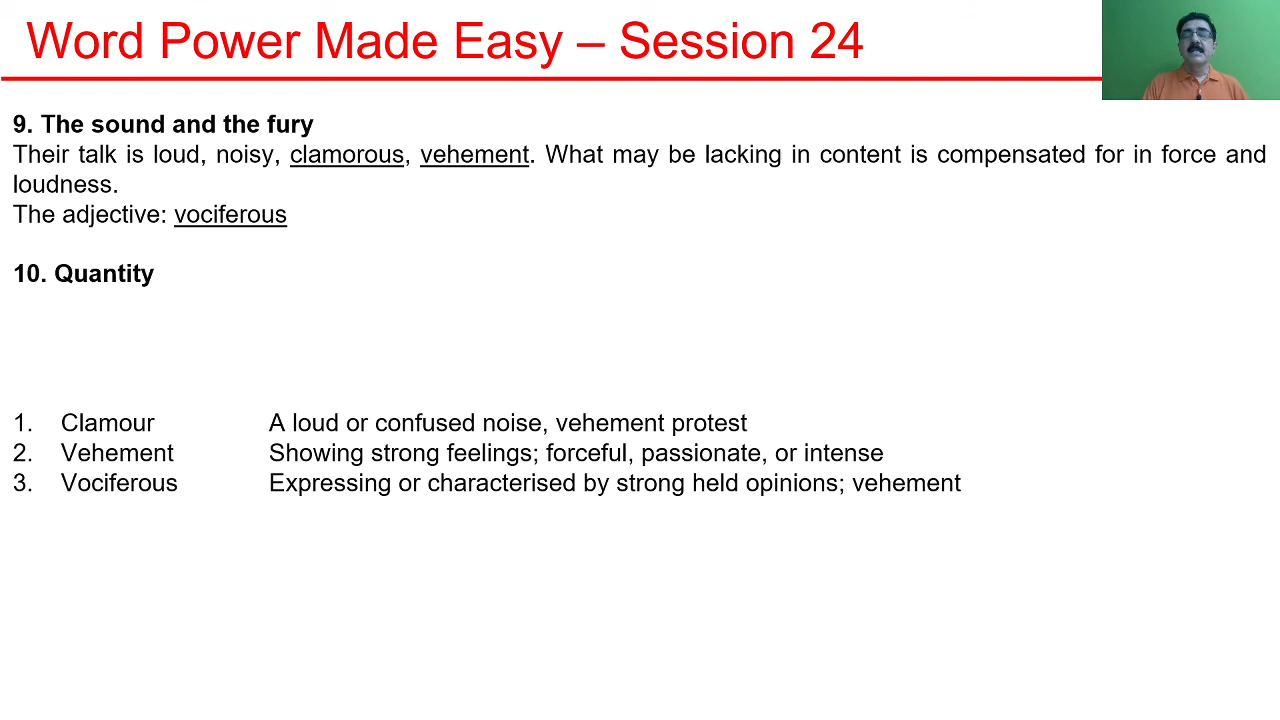 Word Power Made Easy – Session 24
9. The sound and the fury
Their talk is loud, noisy, clamorous, vehement. What may be lacking in content is compensated for in force and
loudness.
The adjective: vociferous
10. Quantity
1. Clamour A loud or confused noise, vehement protest
2. Vehement Showing strong feelings; forceful, passionate, or intense
3. Vociferous Expressing or characterised by strong held opinions; vehement